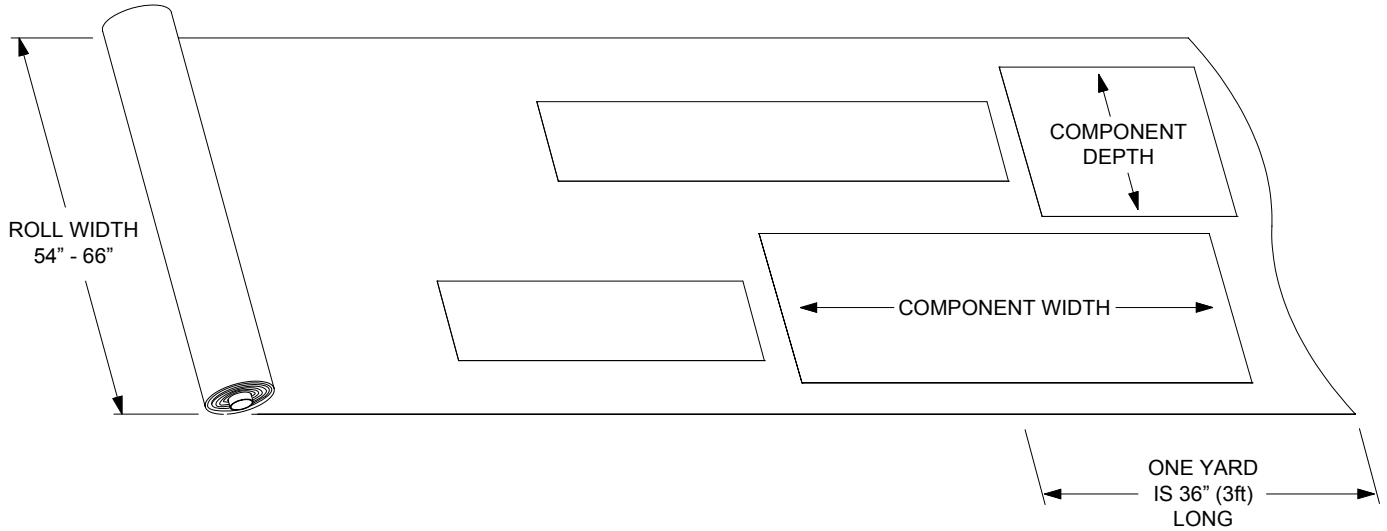 COMPONENT
DEPTH
ROLL WIDTH
54” - 66”
COMPONENT WIDTH
ONE YARD
IS 36” (3ft)
LONG